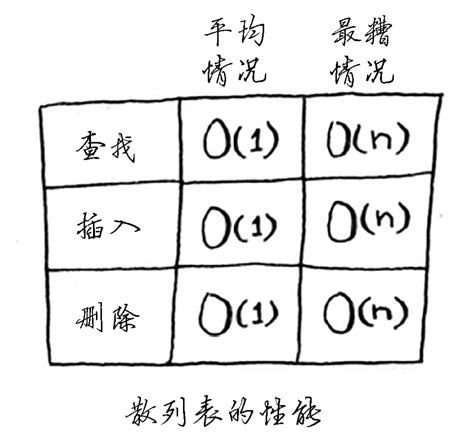 平均 最糟
情况 情况
查找 O(1) O(n)
插入 O(1) O(n)
删除 O(1) O(n)
散列表的性能